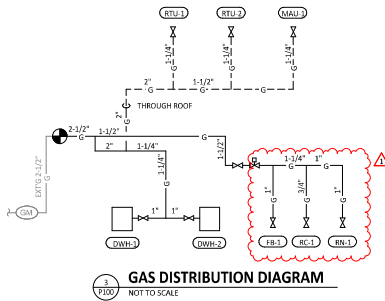 RTU-1 RTU-2 MAU-1
1-1/4" 1-1/4" 1-1/4"
G G G
2" G 1-1/2" G
2" THROUGH ROOF
G
2-1/2" 1-1/2" G
G
2" 1-1/4"
1-1/4"
G
1-1/2"
G
EXT'G 2-1/2"
G
1-1/4" 1"
G G
1
1" 3/4" 1"
G G G
1" 1"
GM
DWH-1 DWH-2 FB-1 RC-1 RN-1
3
P100
GAS DISTRIBUTION DIAGRAM
NOT TO SCALE